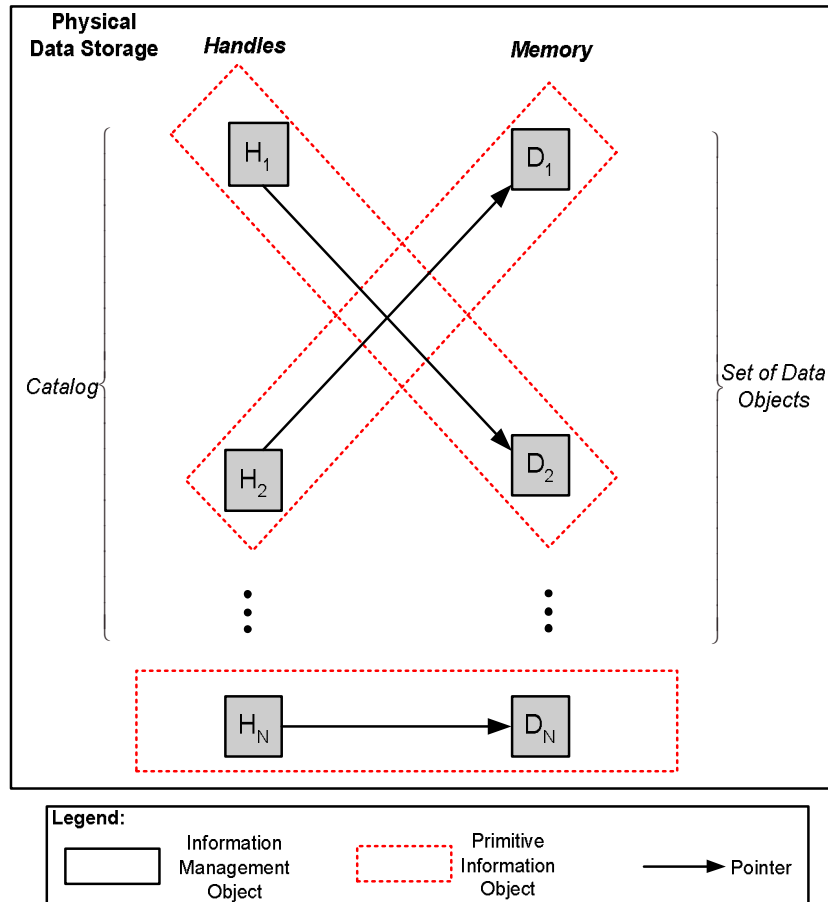 Physical
Data Storage
Handles
Memory
H1
D1
Catalog
Set of Data
Objects
H2
D2
HN
DN
Legend:
Information
Management
Object
Primitive
Information
Object
Pointer